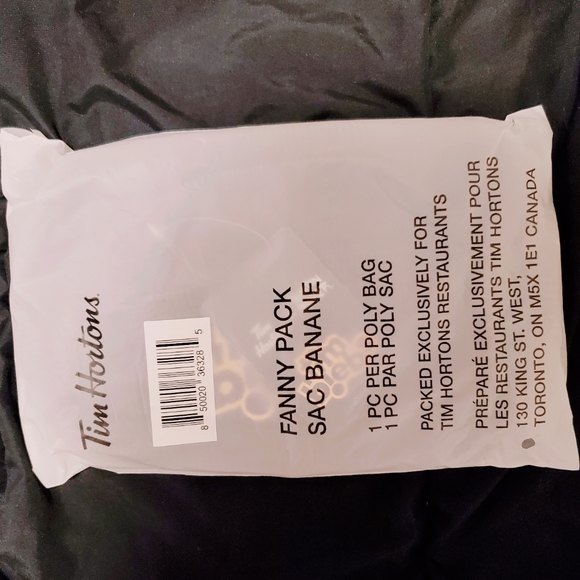 Tim Hortons.
8 50020 36328 5
FANNY PACK
SAC BANANE
1 PC PER POLY BAG
1 PC PAR POLY SAC
PACKED EXCLUSIVELY FOR
TIM HORTONS RESTAURANTS
PRÉPARÉ EXCLUSIVEMENT POUR
LES RESTAURANTS TIM HORTONS
130 KING ST. WEST,
TORONTO, ON M5X 1E1 CANADA